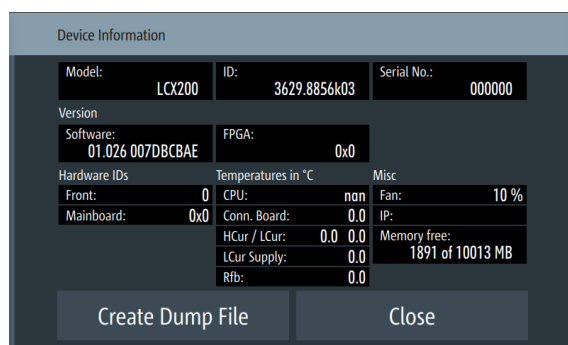 Device Information
Model: ID: Serial No.:
LCX200 3629.8856k03 000000
Version
Software: FPGA:
01.026 007DBCBAE 0x0
Hardware IDs Temperatures in °C Misc
Front: 0 CPU: nan Fan: 10 %
Mainboard: 0x0 Conn. Board: 0.0 IP:
HCur / LCur: 0.0 0.0 Memory free:
LCur Supply: 0.0 1891 of 10013 MB
Rfb: 0.0
Create Dump File Close